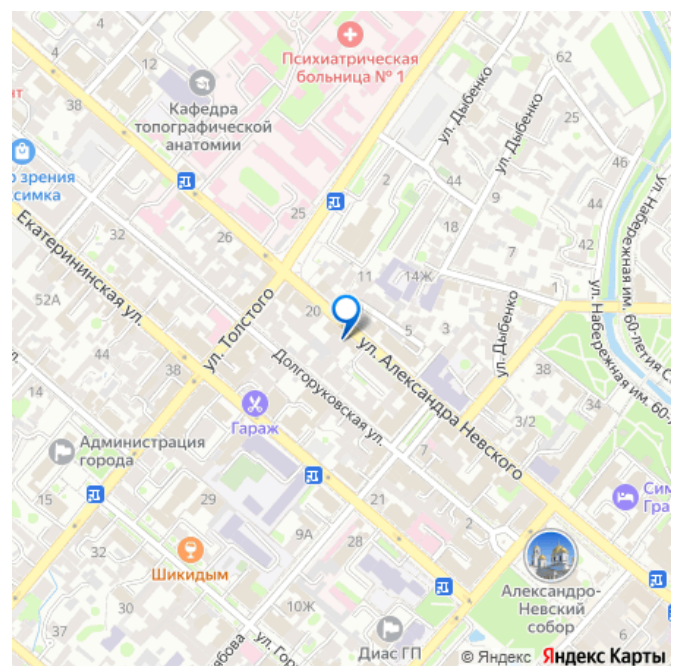 62
4
12
Психиатрическая
больница № 1
ул. Дыбенко
ул. Дыбенко
38
нт
Кафедра
топографической
анатомии
25
46
о зрения
симка
2
9
44
ул. Набережная им. 60-летия С
32
25
26
18
42
7
ул. Набережная им. 60-
Екатерининская ул.
11
14Ж
52А
ул. Толстого
20
5
3
ул. Дыбенко
ул. Александра Невского
38
44
14
Долгоруковская ул.
38
34
Гараж
3/2
Администрация
города
7
15
29
21
Сим
Гра
32
9А
28
2
Шикидым
10Ж
44
Александро-
Невский
собор
37
ул. Го
Диас ГП
6
© Яндекс Яндекс Карты